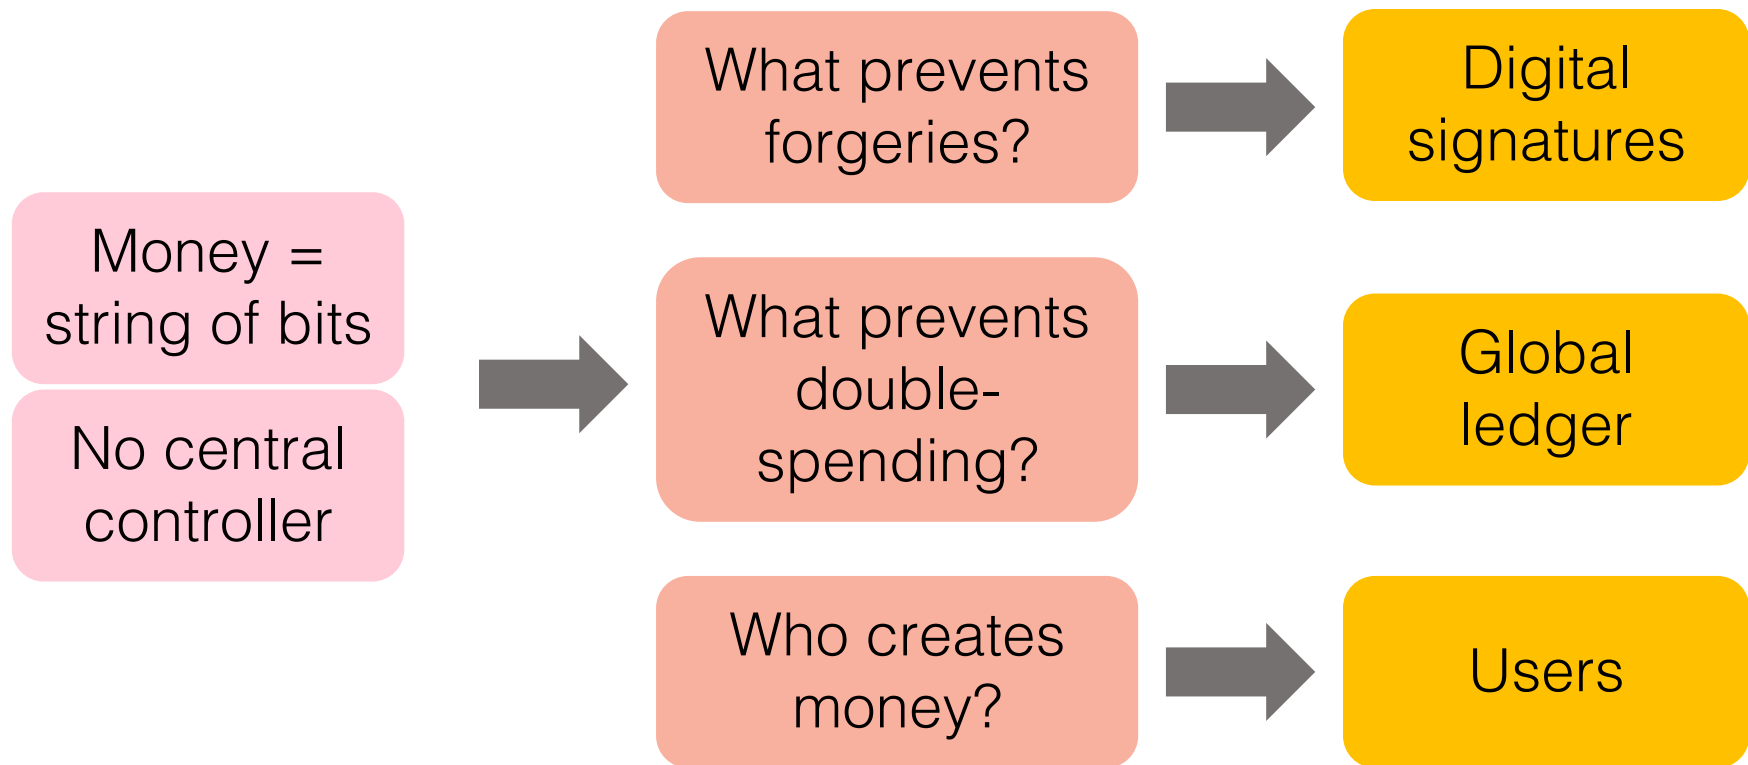 Money =
string of bits
No central
controller
What prevents
forgeries?
Digital
signatures
What prevents
double-
spending?
Global
ledger
Who creates
money?
Users